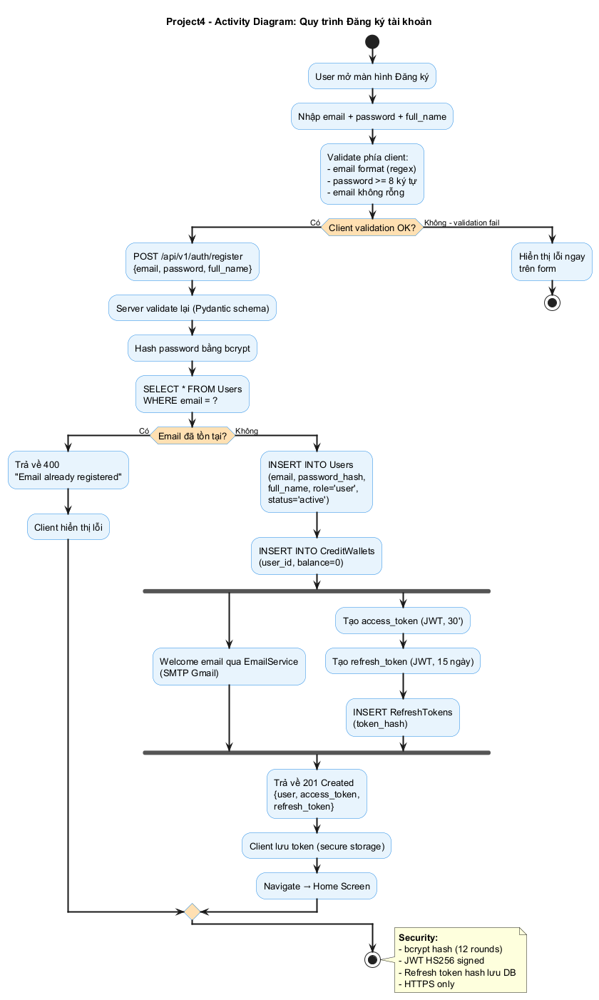 Project4 - Activity Diagram: Quy trình Đăng ký tài khoản
User mở màn hình Đăng ký
Nhập email + password + full_name
Validate phía client:
- email format (regex)
- password >= 8 ký tự
- email không rỗng
Client validation OK?
Có
Không - validation fail
POST /api/v1/auth/register
{email, password, full_name}
Hiển thị lỗi ngay
trên form
Server validate lại (Pydantic schema)
Hash password bằng bcrypt
SELECT * FROM Users
WHERE email = ?
Email đã tồn tại?
Có
Không
Trả về 400
"Email already registered"
Client hiển thị lỗi
INSERT INTO Users
(email, password_hash,
full_name, role='user',
status='active')
INSERT INTO CreditWallets
(user_id, balance=0)
Welcome email qua EmailService
(SMTP Gmail)
Tạo access_token (JWT, 30')
Tạo refresh_token (JWT, 15 ngày)
INSERT RefreshTokens
(token_hash)
Trả về 201 Created
{user, access_token,
refresh_token}
Client lưu token (secure storage)
Navigate → Home Screen
Security:
- bcrypt hash (12 rounds)
- JWT HS256 signed
- Refresh token hash lưu DB
- HTTPS only